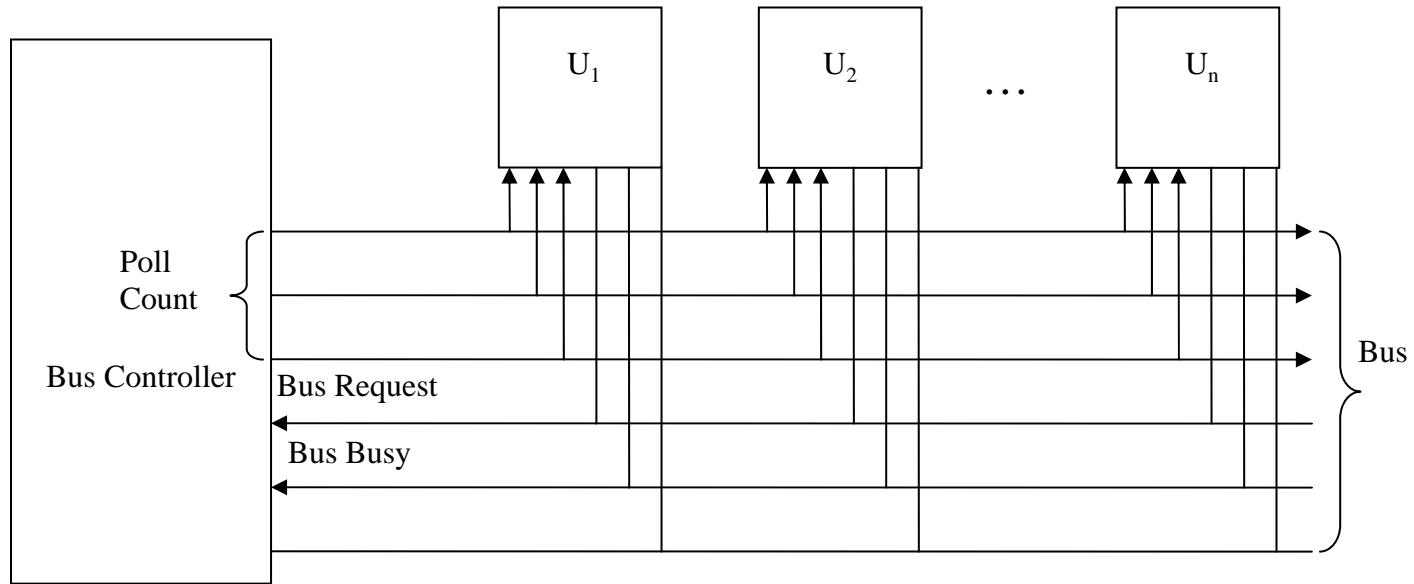 U₁
U₂
…
Uₙ
Poll
Count
Bus Controller
Bus Request
Bus Busy
Bus